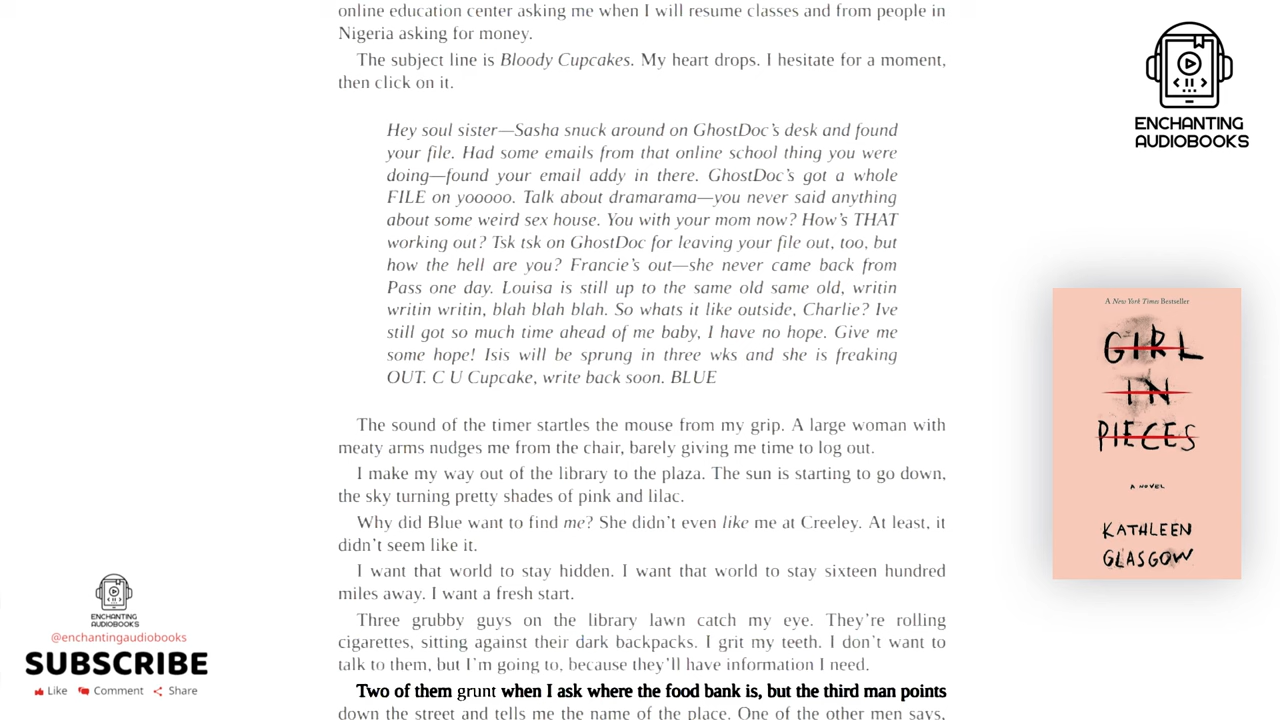 online education center asking me when I will resume classes and from people in
Nigeria asking for money.
The subject line is Bloody Cupcakes. My heart drops. I hesitate for a moment,
then click on it.
Hey soul sister—Sasha snuck around on GhostDoc's desk and found
your file. Had some emails from that online school thing you were
doing—found your email addy in there. GhostDoc's got a whole
FILE on yooooo. Talk about dramarama—you never said anything
about some weird sex house. You with your mom now? How's THAT
working out? Tsk tsk on GhostDoc for leaving your file out, too, but
how the hell are you? Francie's out—she never came back from
Pass one day. Louisa is still up to the same old same old, writin
writin writin, blah blah blah. So whats it like outside, Charlie? Ive
still got so much time ahead of me baby, I have no hope. Give me
some hope! Isis will be sprung in three wks and she is freaking
OUT. C U Cupcake, write back soon. BLUE
The sound of the timer startles the mouse from my grip. A large woman with
meaty arms nudges me from the chair, barely giving me time to log out.
I make my way out of the library to the plaza. The sun is starting to go down,
the sky turning pretty shades of pink and lilac.
Why did Blue want to find me? She didn't even like me at Creeley. At least, it
didn't seem like it.
I want that world to stay hidden. I want that world to stay sixteen hundred
miles away. I want a fresh start.
Three grubby guys on the library lawn catch my eye. They're rolling
cigarettes, sitting against their dark backpacks. I grit my teeth. I don't want to
talk to them, but I'm going to, because they'll have information I need.
Two of them grunt when I ask where the food bank is, but the third man points
down the street and tells me the name of the place. One of the other men says,
ENCHANTING
AUDIOBOOKS
A New York Times Bestseller
GIRL
IN
PIECES
A NOVEL
KATHLEEN
GLASGOW
ENCHANTING
AUDIOBOOKS
@enchantingaudiobooks
SUBSCRIBE
Like Comment Share